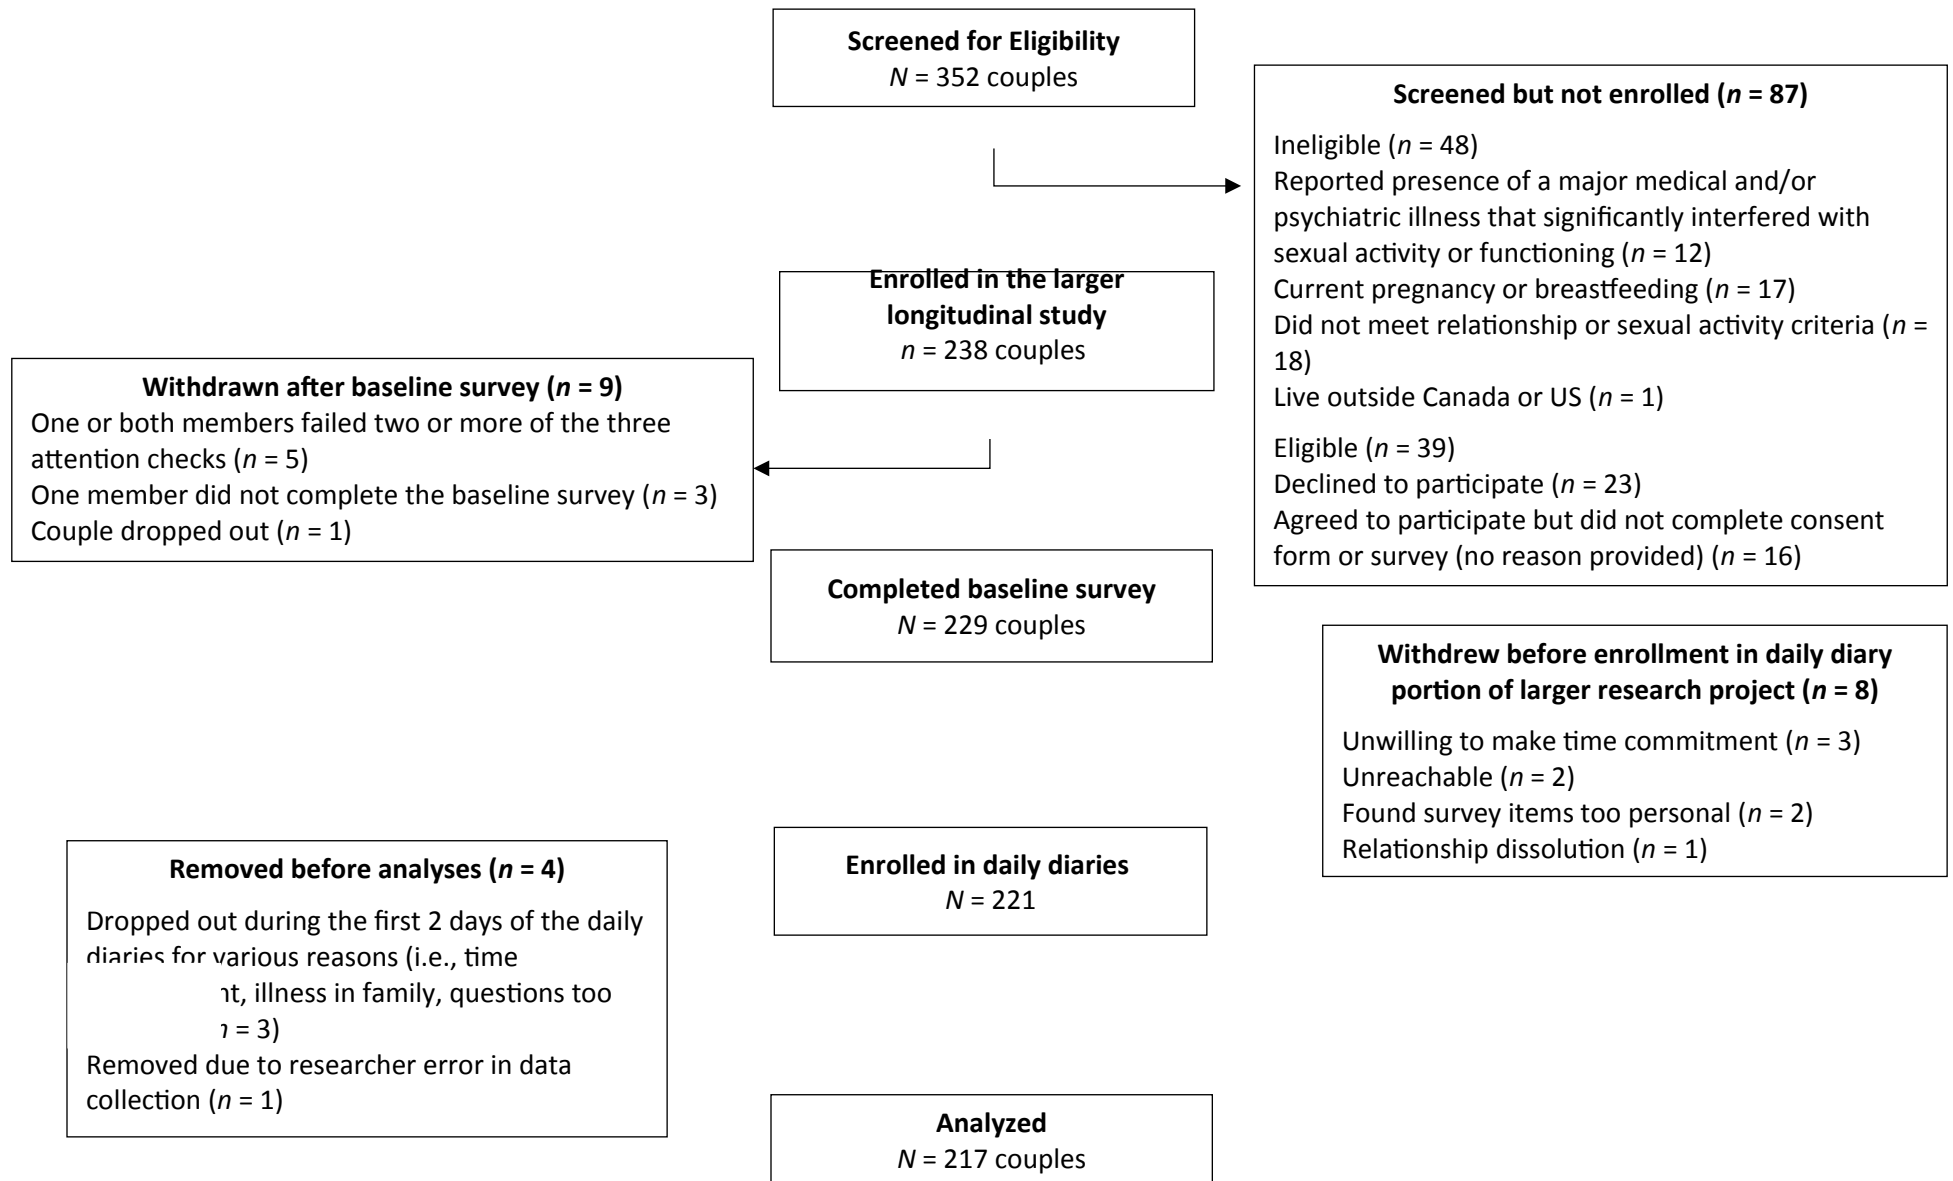 Screened for Eligibility
N = 352 couples
Screened but not enrolled (n = 87)
Ineligible (n = 48)
Reported presence of a major medical and/or
psychiatric illness that significantly interfered with
sexual activity or functioning (n = 12)
Current pregnancy or breastfeeding (n = 17)
Did not meet relationship or sexual activity criteria (n =
18)
Live outside Canada or US (n = 1)
Eligible (n = 39)
Declined to participate (n = 23)
Agreed to participate but did not complete consent
form or survey (no reason provided) (n = 16)
Enrolled in the larger
longitudinal study
n = 238 couples
Withdrawn after baseline survey (n = 9)
One or both members failed two or more of the three
attention checks (n = 5)
One member did not complete the baseline survey (n = 3)
Couple dropped out (n = 1)
Completed baseline survey
N = 229 couples
Withdrew before enrollment in daily diary
portion of larger research project (n = 8)
Unwilling to make time commitment (n = 3)
Unreachable (n = 2)
Found survey items too personal (n = 2)
Relationship dissolution (n = 1)
Enrolled in daily diaries
N = 221
Removed before analyses (n = 4)
Dropped out during the first 2 days of the daily
diaries for various reasons (i.e., time
illness in family, questions too
= 3)
Removed due to researcher error in data
collection (n = 1)
Analyzed
N = 217 couples